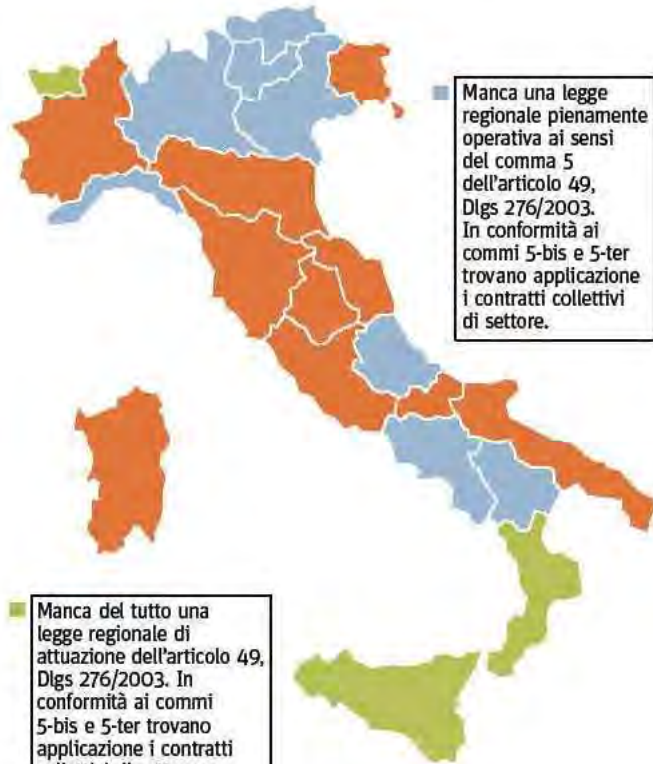 Manca una legge
regionale pienamente
operativa ai sensi
del comma 5
dell'articolo 49,
Dlgs 276/2003.
In conformità ai
commi 5-bis e 5-ter
trovano applicazione
i contratti collettivi
di settore.
Manca del tutto una
legge regionale di
attuazione dell'articolo 49,
Dlgs 276/2003. In
conformità ai commi
5-bis e 5-ter trovano
applicazione i contratti